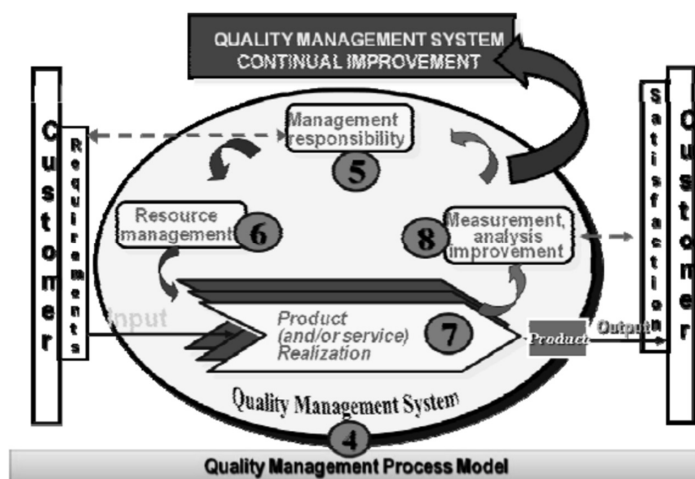 QUALITY MANAGEMENT SYSTEM
CONTINUAL IMPROVEMENT
Customer
Requirements
Management
responsibility
5
Satisfaction
Customer
Resource
management
6
8
Measurement,
analysis
improvement
Input
Product
(and/or service)
Realization
7
Product
Output
Quality Management System
4
Quality Management Process Model